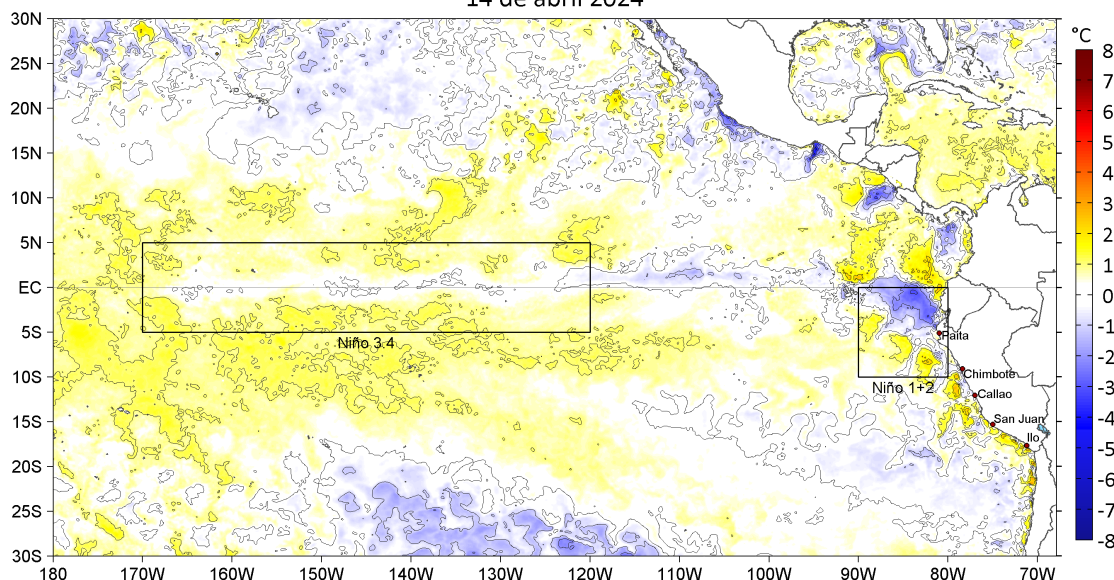 14 de abril 2024
°C
30N
25N
20N
15N
10N
5N
EC
5S
10S
15S
20S
25S
30S
180
170W
160W
150W
140W
130W
120W
110W
100W
90W
80W
70W
Niño 3.4
Niño 1+2
Paita
Chimbote
Callao
San Juan
Ilo
8
7
6
5
4
3
2
1
0
-1
-2
-3
-4
-5
-6
-7
-8